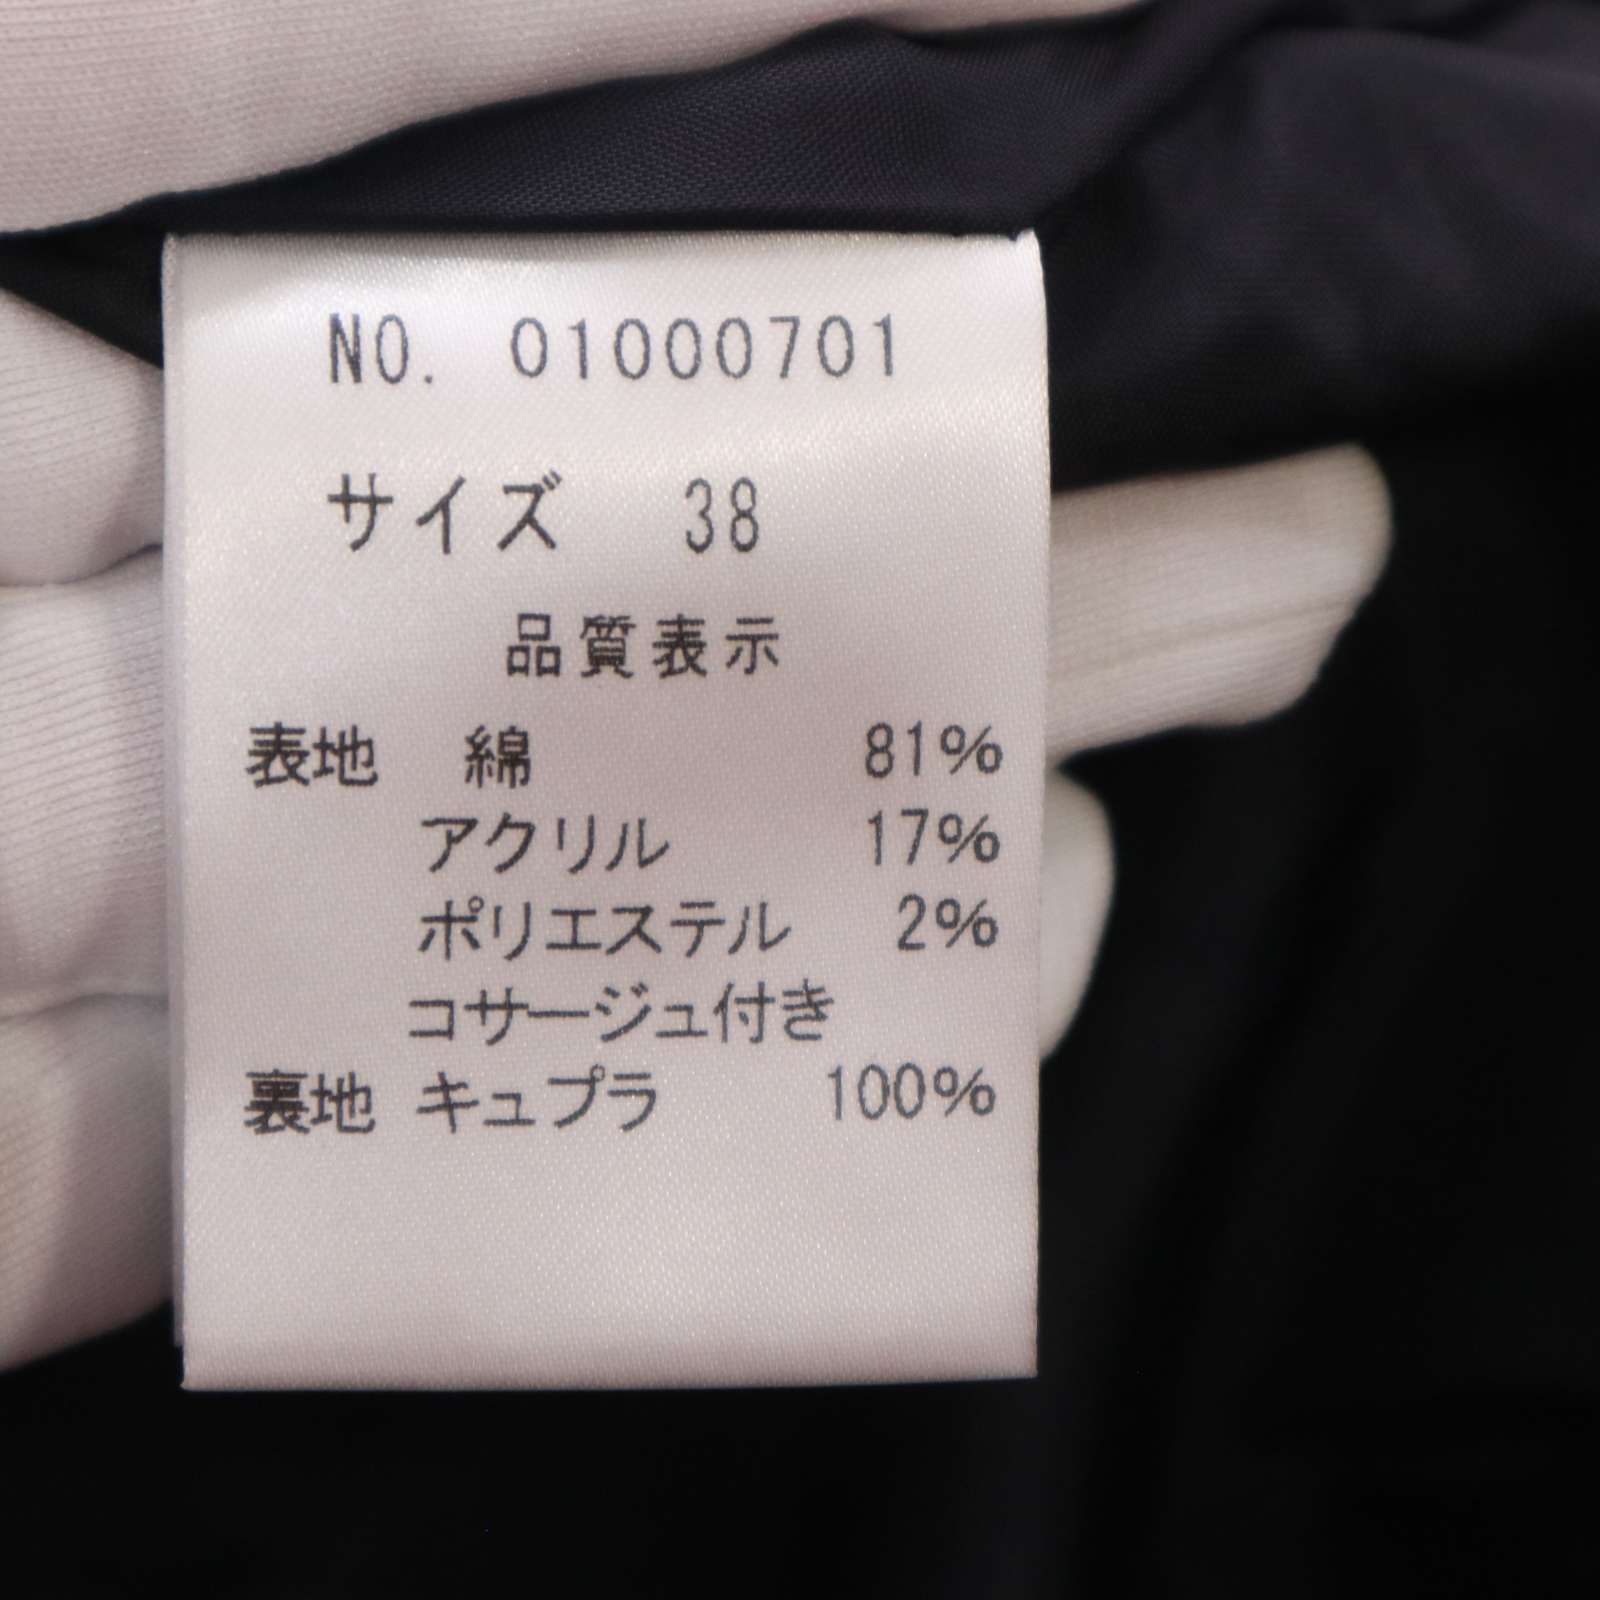 NO. 01000701
サイズ 38
品質表示
表地 綿 81%
アクリル 17%
ポリエステル 2%
コサージュ付き
裏地 キュプラ 100%